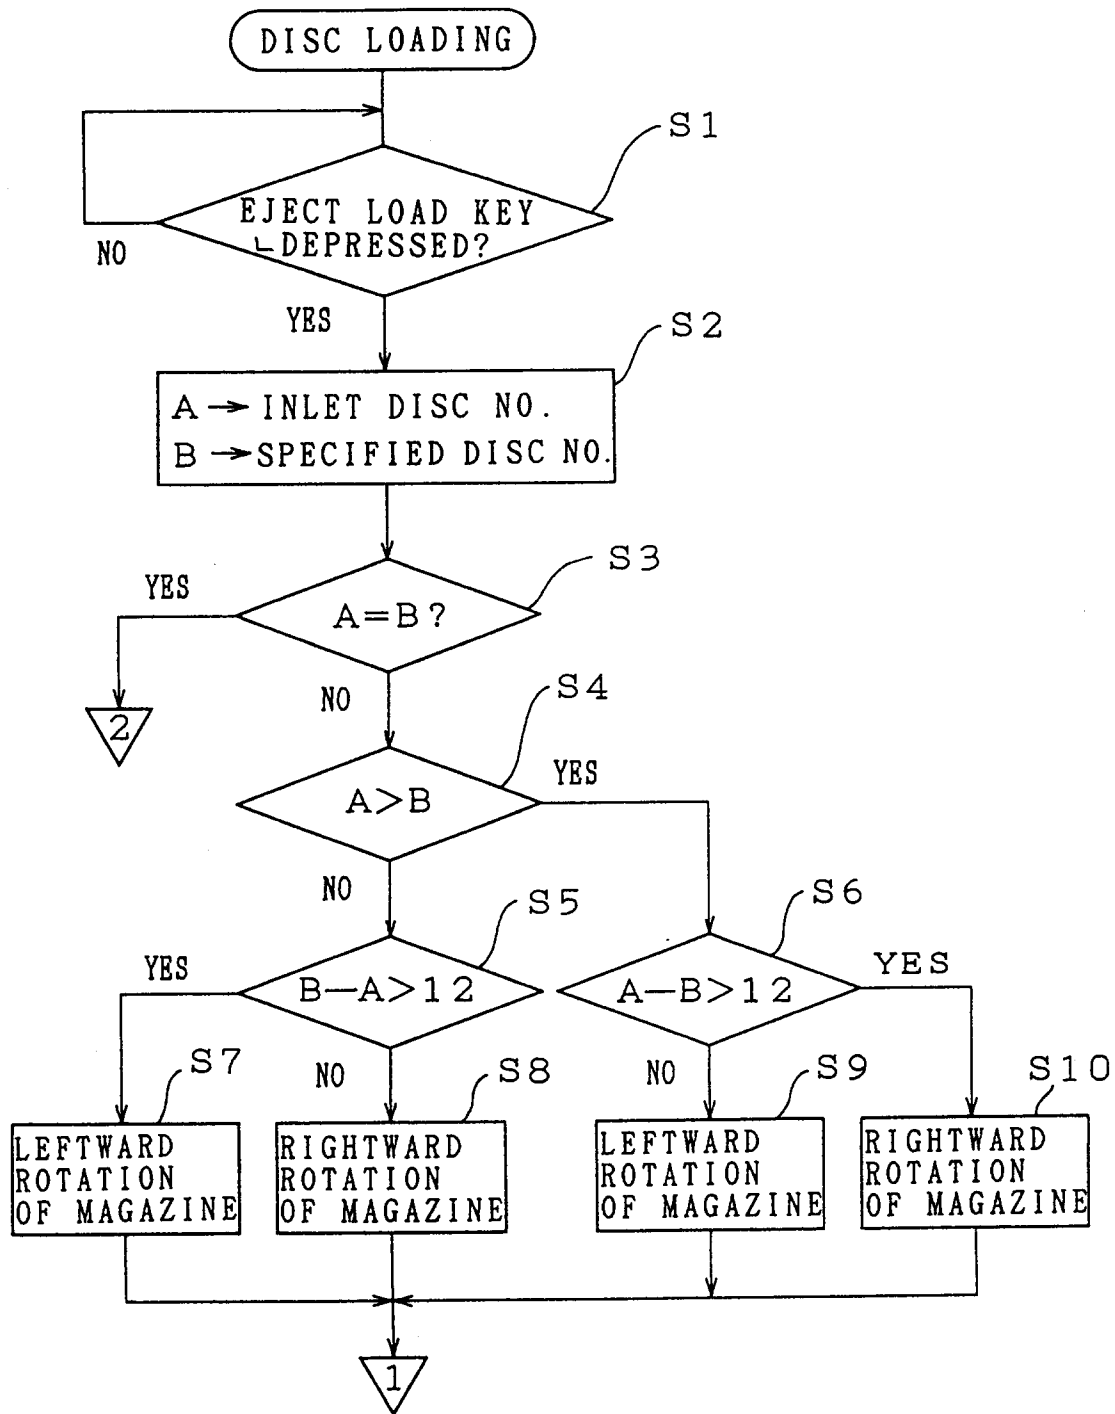 DISC LOADING
S1
EJECT LOAD KEY
DEPRESSED?
NO
YES
S2
A → INLET DISC NO.
B → SPECIFIED DISC NO.
S3
YES
A=B?
NO
2
S4
A>B
YES
NO
S5
S6
YES
B-A>12
A-B>12
YES
S7
NO
S8
NO
S9
S10
LEFTWARD
ROTATION
OF MAGAZINE
RIGHTWARD
ROTATION
OF MAGAZINE
LEFTWARD
ROTATION
OF MAGAZINE
RIGHTWARD
ROTATION
OF MAGAZINE
1